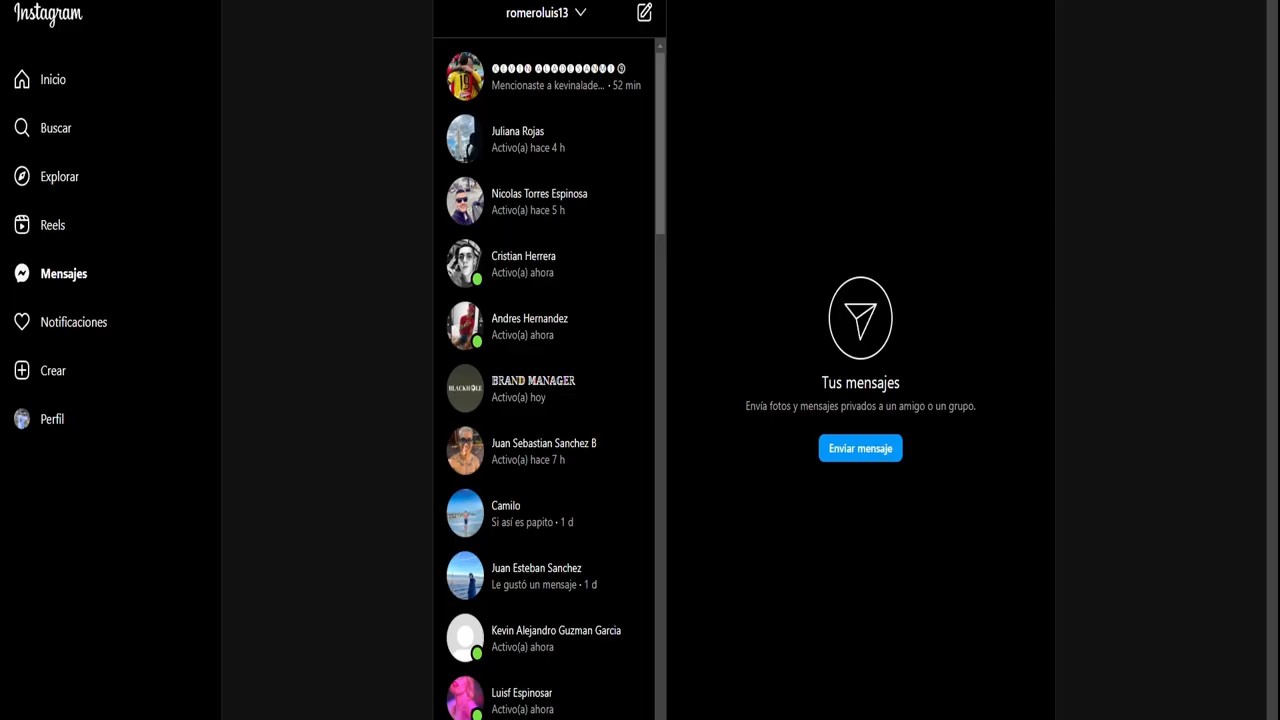 Instagram
Inicio
Buscar
Explorar
Reels
Mensajes
Notificaciones
Crear
Perfil
romeroluis13
🅚🅔🅥🅘🅝 🅐🅛🅐🅓🅔🅢🅐🅝🅜🅘 ⑨
Mencionaste a kevinalade... · 52 min
Juliana Rojas
Activo(a) hace 4 h
Nicolas Torres Espinosa
Activo(a) hace 5 h
Cristian Herrera
Activo(a) ahora
Andres Hernandez
Activo(a) ahora
BLACKHOLE
𝔹ℝ𝔸ℕ𝔻 𝕄𝔸ℕ𝔸𝔾𝔼ℝ
Activo(a) hoy
Juan Sebastian Sanchez B
Activo(a) hace 7 h
Camilo
Si así es papito · 1 d
Juan Esteban Sanchez
Le gustó un mensaje · 1 d
Kevin Alejandro Guzman Garcia
Activo(a) ahora
Luisf Espinosar
Activo(a) ahora
Tus mensajes
Envía fotos y mensajes privados a un amigo o un grupo.
Enviar mensaje